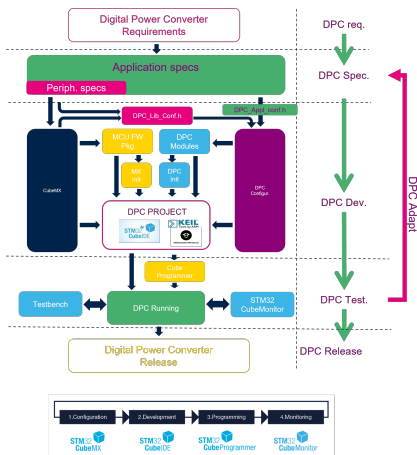 Digital Power Converter
Requirements
DPC req.
Application specs
DPC Spec.
Periph. specs
DPC_Lib_Conf.h
DPC_Appl_conf.h
MCU FW
Pkg.
DPC
Modules
CubeMX
MX
Init
DPC
Init
DPC
Configur.
DPC Adapt
DPC Dev.
DPC PROJECT
STM32
CubeIDE
KEIL
Cube
Programmer
Testbench
DPC Running
STM32
CubeMonitor
DPC Test.
Digital Power Converter
Release
DPC Release
1.Configuration
2.Development
3.Programming
4.Monitoring
STM32
CubeMX
STM32
CubeIDE
STM32
CubeProgrammer
STM32
CubeMonitor